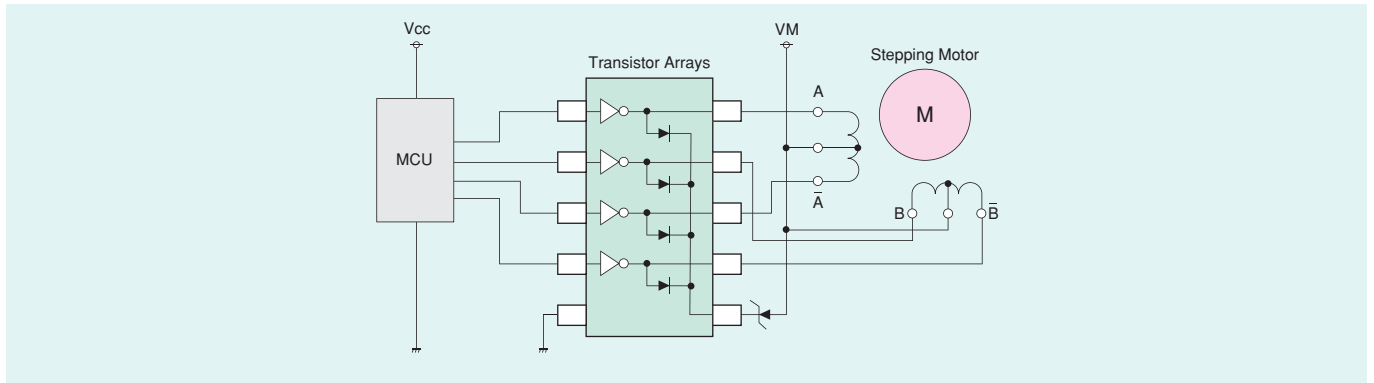 Vcc
VM
Transistor Arrays
Stepping Motor
A
M
MCU
A̅
B
B̅